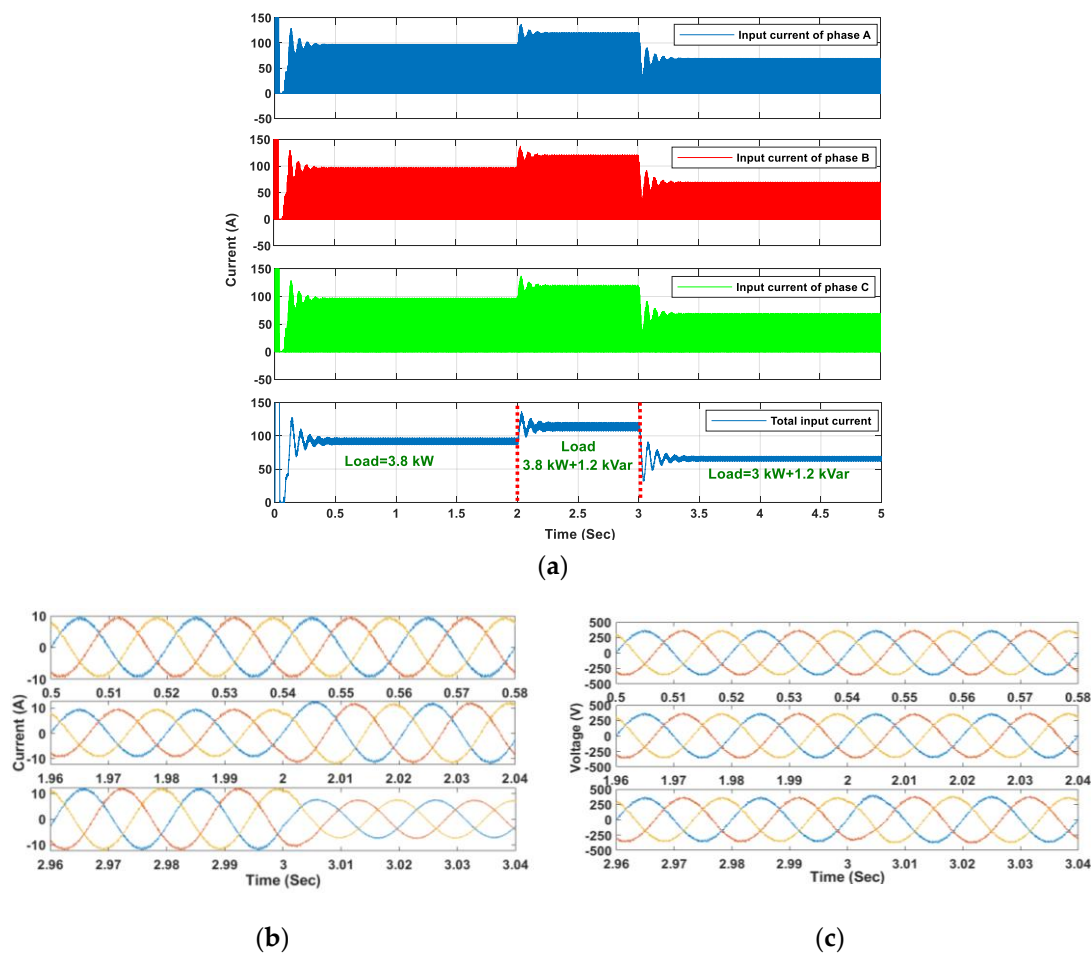 150
100
50
0
-50
Input current of phase A
150
100
50
0
-50
Input current of phase B
Current (A)
150
100
50
0
-50
Input current of phase C
150
100
50
0
Total input current
Load=3.8 kW
Load
3.8 kW+1.2 kVar
Load=3 kW+1.2 kVar
0 0.5 1 1.5 2 2.5 3 3.5 4 4.5 5
Time (Sec)
(a)
Current (A)
10
0
-10
0.5 0.51 0.52 0.53 0.54 0.55 0.56 0.57 0.58
10
0
-10
1.96 1.97 1.98 1.99 2 2.01 2.02 2.03 2.04
10
0
-10
2.96 2.97 2.98 2.99 3 3.01 3.02 3.03 3.04
Time (Sec)
(b)
Voltage (V)
500
250
0
-250
-500
0.5 0.51 0.52 0.53 0.54 0.55 0.56 0.57 0.58
500
250
0
-250
-500
1.96 1.97 1.98 1.99 2 2.01 2.02 2.03 2.04
500
250
0
-250
-500
2.96 2.97 2.98 2.99 3 3.01 3.02 3.03 3.04
Time (Sec)
(c)